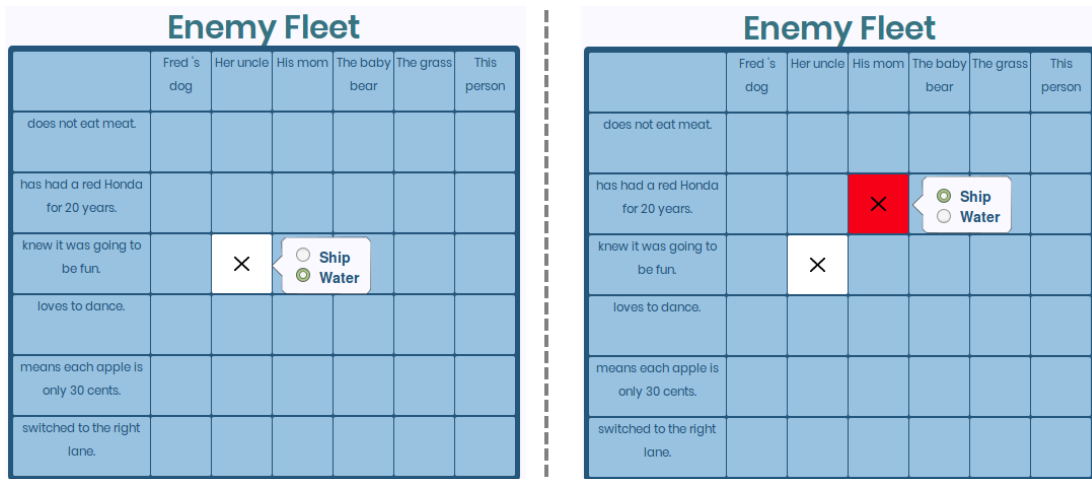 Enemy Fleet
Fred 's Her uncle His mom The baby The grass This
dog bear person
does not eat meat.
has had a red Honda
for 20 years.
knew it was going to
be fun.
Ship
Water
loves to dance.
means each apple is
only 30 cents.
switched to the right
lane.
Enemy Fleet
Fred 's Her uncle His mom The baby The grass This
dog bear person
does not eat meat.
has had a red Honda
for 20 years.
Ship
Water
knew it was going to
be fun.
loves to dance.
means each apple is
only 30 cents.
switched to the right
lane.